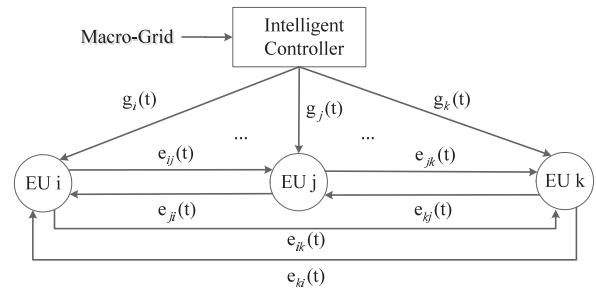 Intelligent
Controller
Macro-Grid
g_i(t)
g_j(t)
g_k(t)
...
...
e_ij(t)
e_jk(t)
EU i
EU j
EU k
e_ji(t)
e_kj(t)
e_ik(t)
e_ki(t)